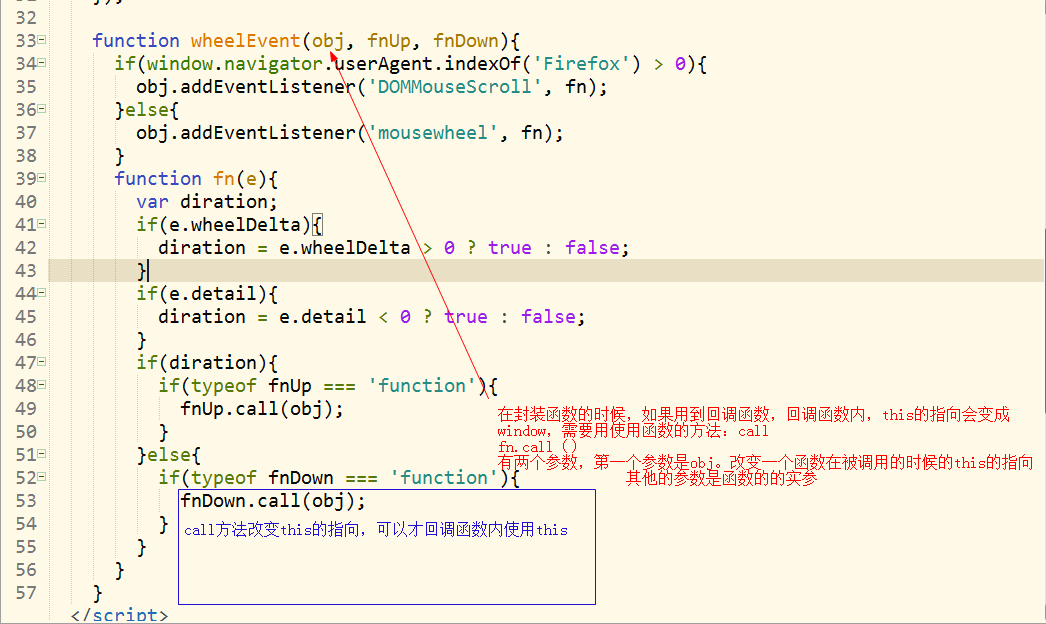 32
33 function wheelEvent(obj, fnUp, fnDown){
34 if(window.navigator.userAgent.indexOf('Firefox') > 0){
35 obj.addEventListener('DOMMouseScroll', fn);
36 }else{
37 obj.addEventListener('mousewheel', fn);
38 }
39 function fn(e){
40 var diration;
41 if(e.wheelDelta){
42 diration = e.wheelDelta > 0 ? true : false;
43 }
44 if(e.detail){
45 diration = e.detail < 0 ? true : false;
46 }
47 if(diration){
48 if(typeof fnUp === 'function'){
49 fnUp.call(obj);
50 }
51 }else{
52 if(typeof fnDown === 'function'){
53 fnDown.call(obj);
54 }
55 }
56 }
57 }
</script>
在封装函数的时候，如果用到回调函数，回调函数内，this的指向会变成
window，需要用使用函数的方法：call
fn.call（）
有两个参数，第一个参数是obj。改变一个函数在被调用的时候的this的指向
其他的参数是函数的的实参
call方法改变this的指向，可以才回调函数内使用this